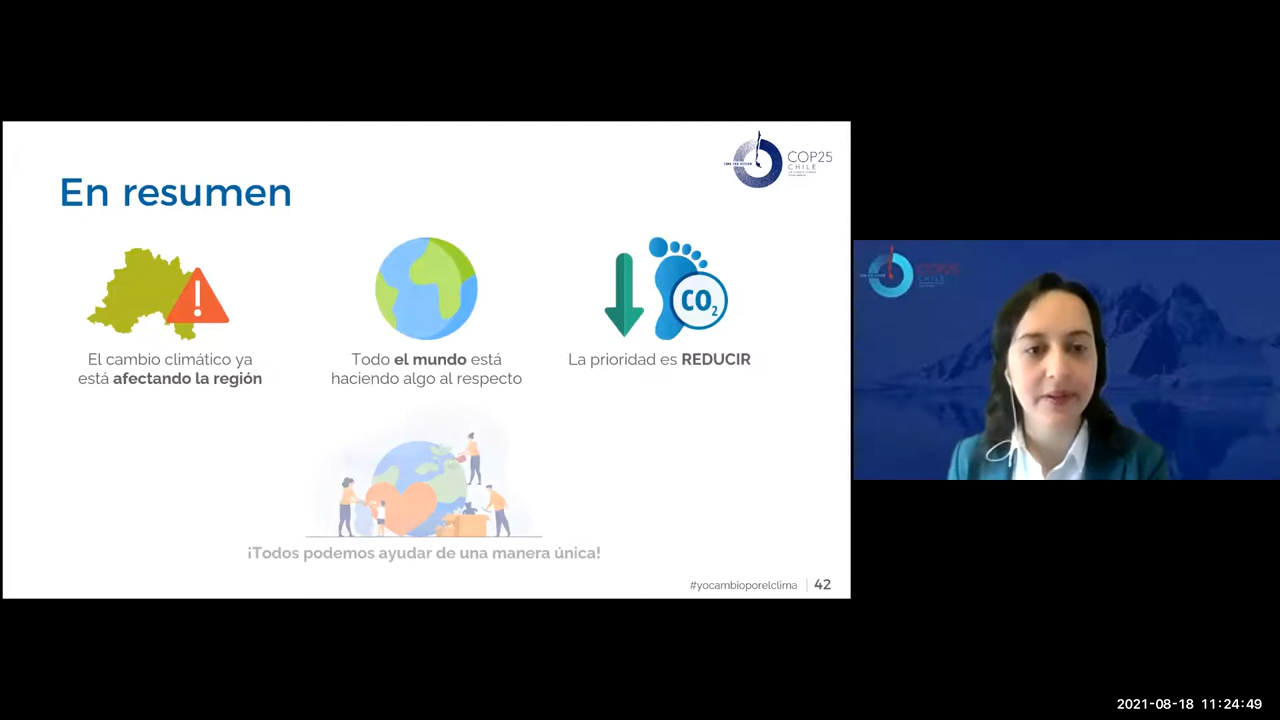 COP25
CHILE
En resumen
CO2
El cambio climático ya
está afectando la región
Todo el mundo está
haciendo algo al respecto
La prioridad es REDUCIR
¡Todos podemos ayudar de una manera única!
#yocambioporelclima | 42
COP25
CHILE
2021-08-18 11:24:49